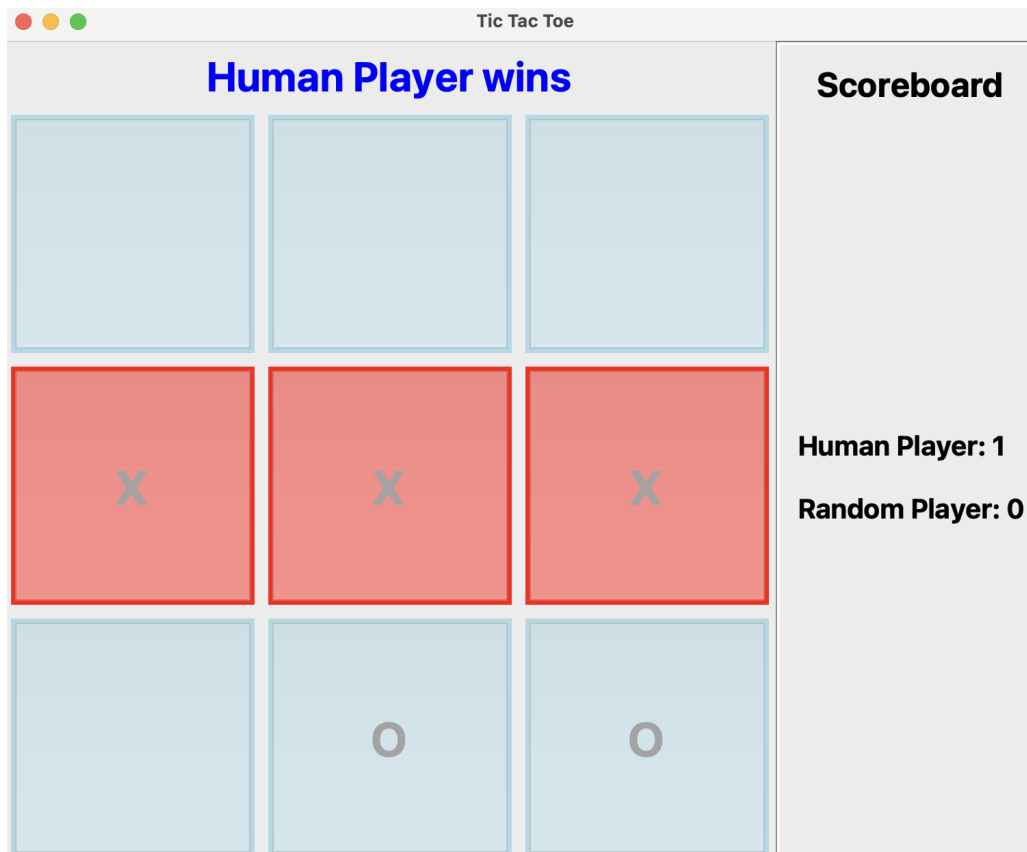 Tic Tac Toe
Human Player wins
X X X
O O
Scoreboard
Human Player: 1
Random Player: 0